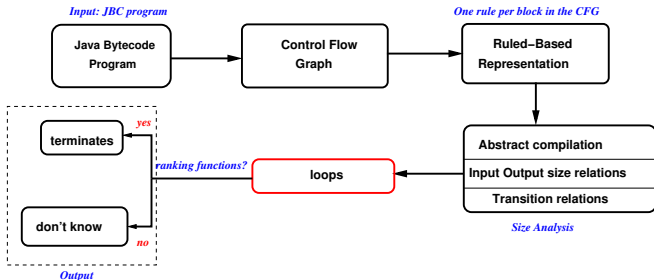 Input: JBC program
One rule per block in the CFG
Java Bytecode
Program
Control Flow
Graph
Ruled−Based
Representation
yes
terminates
ranking functions?
loops
Abstract compilation
Input Output size relations
Transition relations
don't know
no
Size Analysis
Output